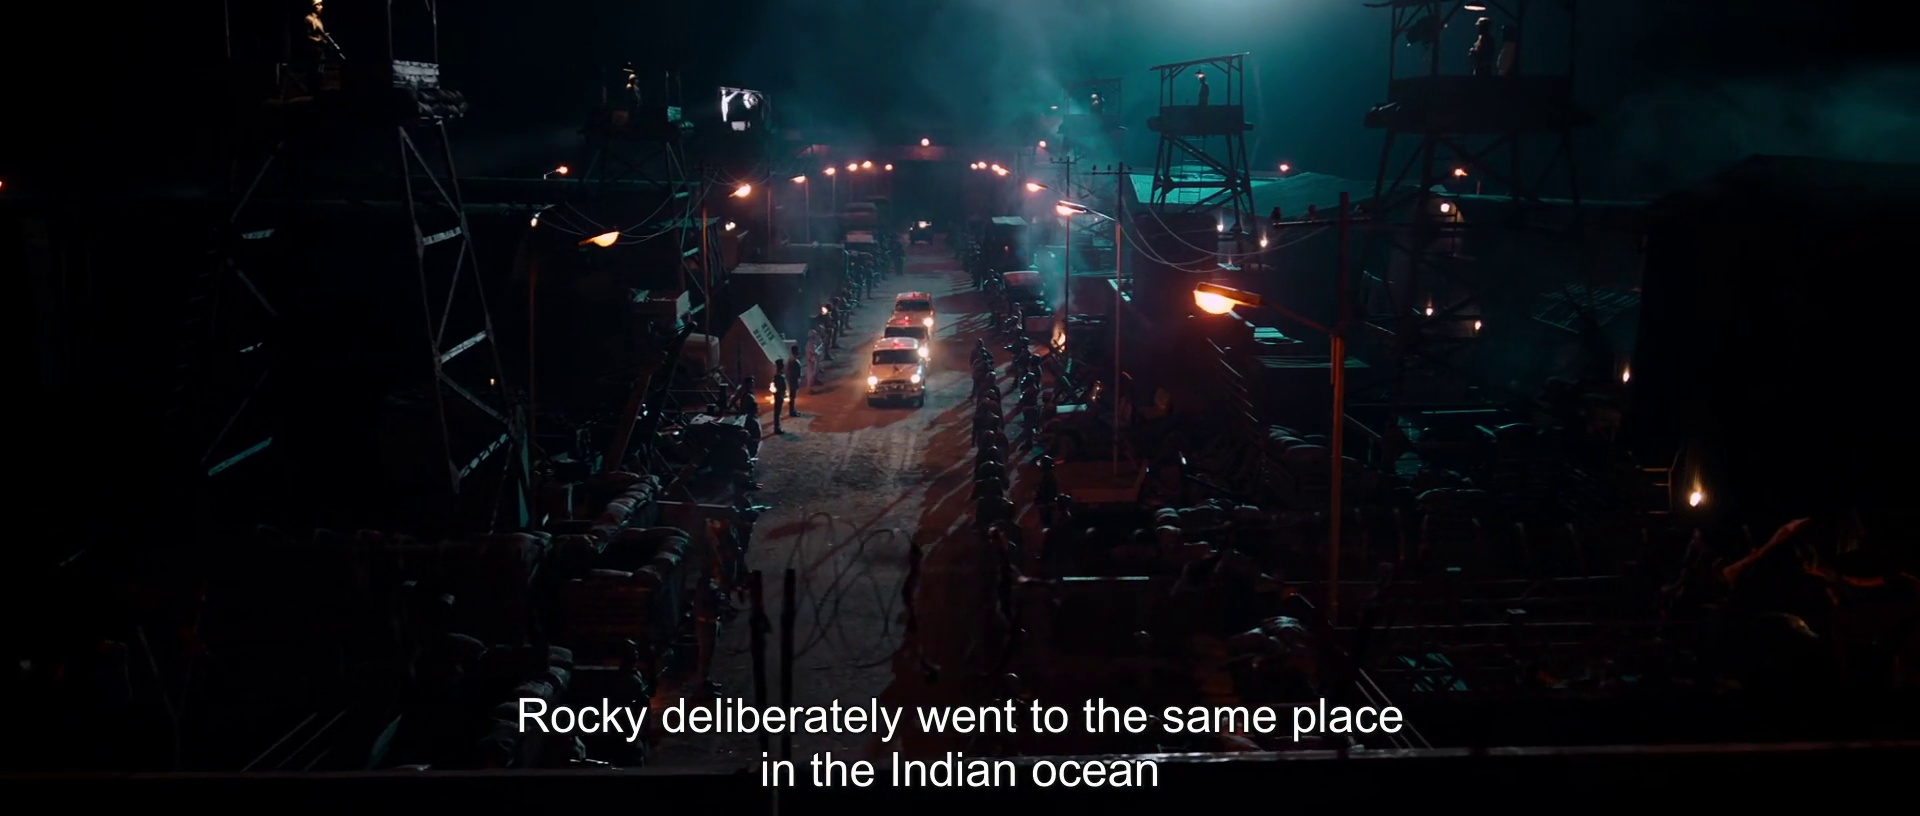 Rocky deliberately went to the same place
in the Indian ocean